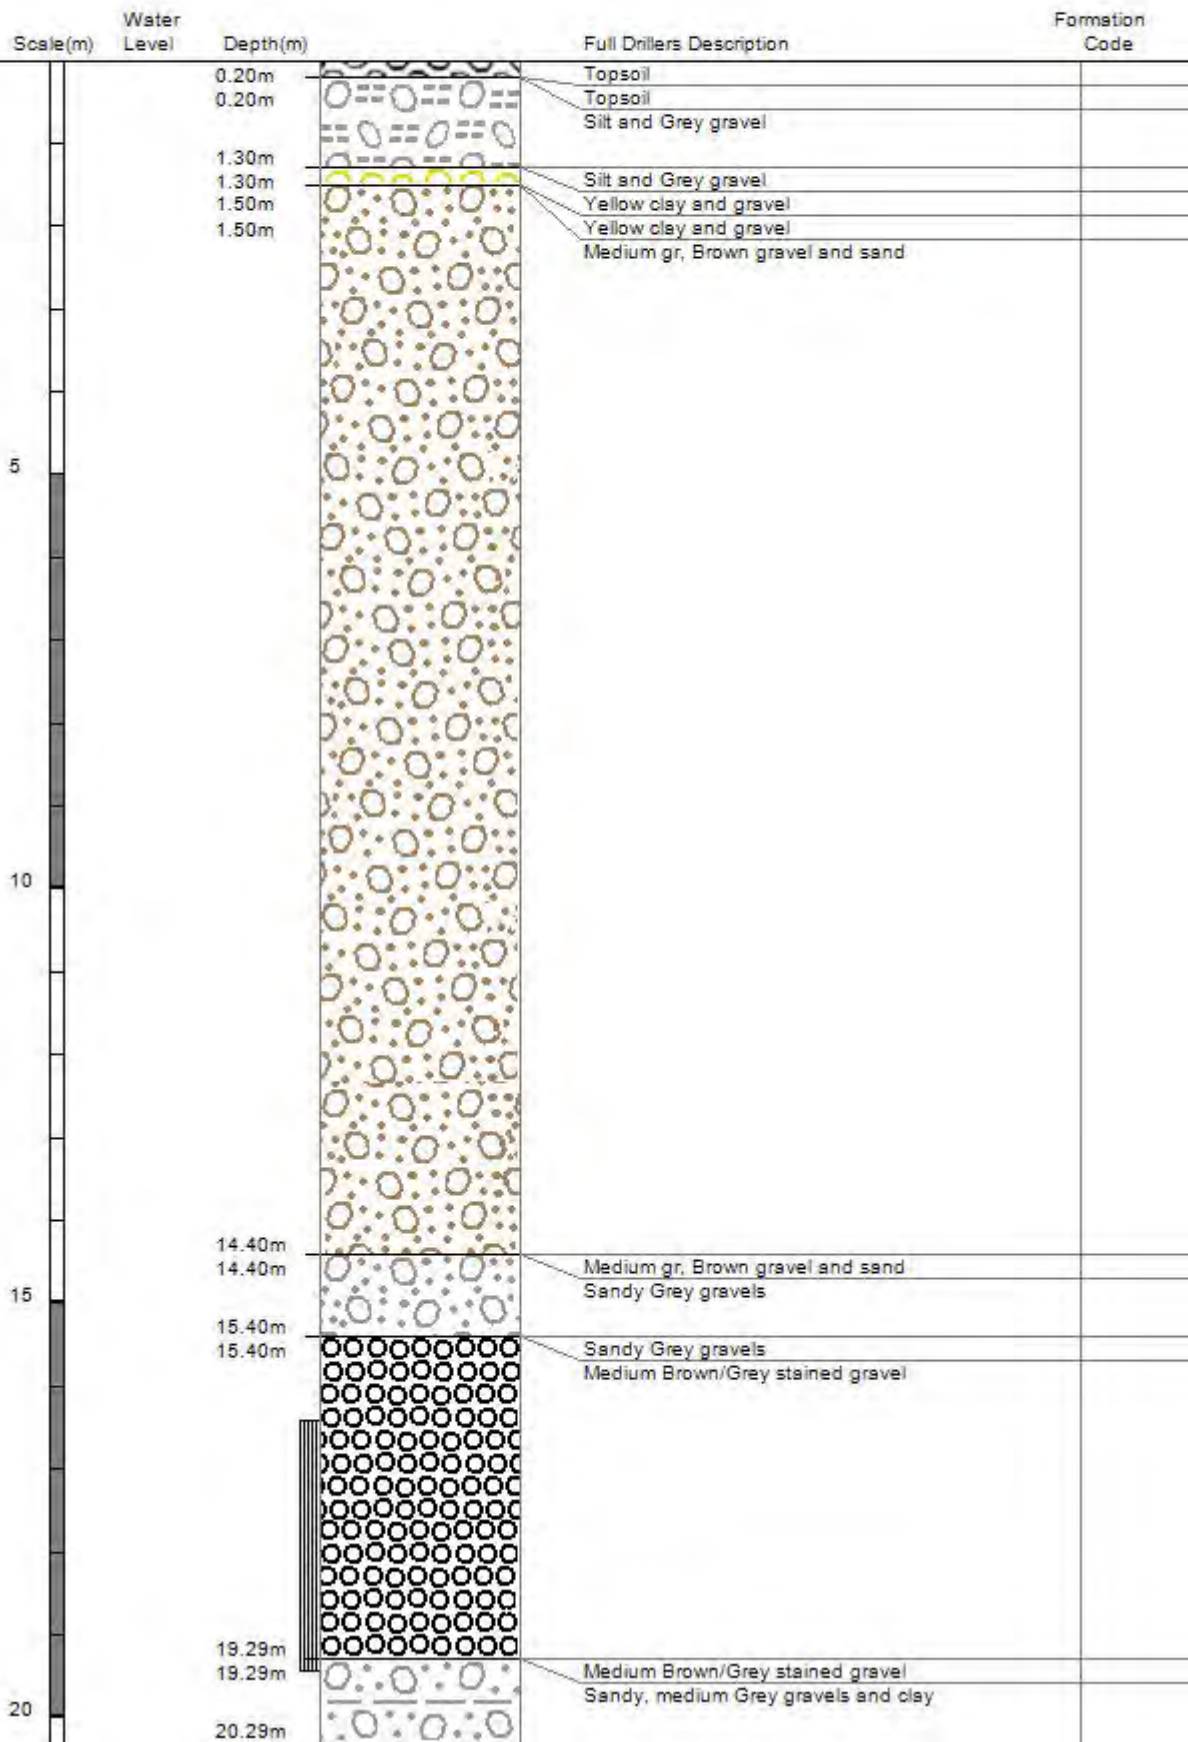 Water Formation
Scale(m) Level Depth(m) Full Drillers Description Code
0.20m Topsoil
0.20m Topsoil
Silt and Grey gravel
1.30m
1.30m Silt and Grey gravel
1.50m Yellow clay and gravel
1.50m Yellow clay and gravel
Medium gr, Brown gravel and sand
5
10
14.40m
14.40m Medium gr, Brown gravel and sand
15 Sandy Grey gravels
15.40m
15.40m Sandy Grey gravels
Medium Brown/Grey stained gravel
19.29m
19.29m Medium Brown/Grey stained gravel
Sandy, medium Grey gravels and clay
20
20.29m